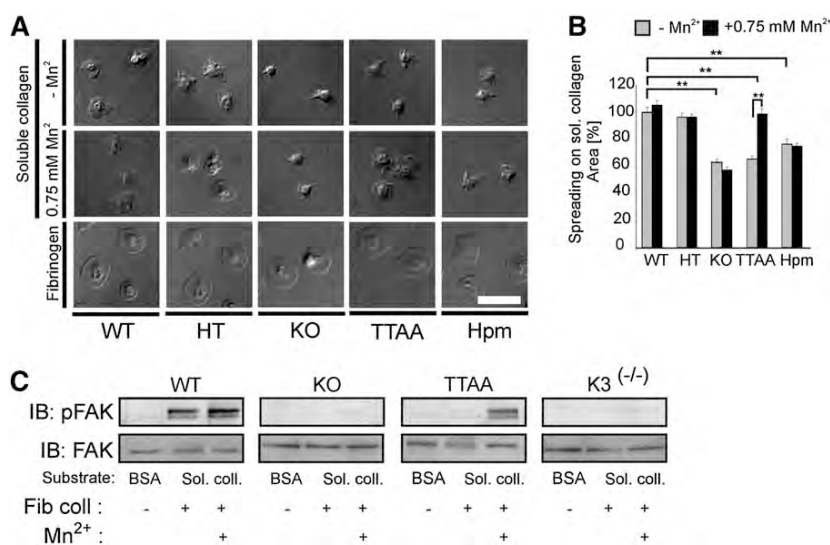 A
Soluble collagen
- Mn²
0.75 mM Mn²
Fibrinogen
WT HT KO TTAA Hpm
B
- Mn²⁺ +0.75 mM Mn²⁺
Spreading on sol. collagen
Area [%]
120
100
80
60
40
20
0
** 
**
**
**
WT HT KO TTAA Hpm
C
WT KO TTAA K3 (-/-)
IB: pFAK
IB: FAK
Substrate: BSA Sol. coll. BSA Sol. coll. BSA Sol. coll. BSA Sol. coll.
Fib coll : - + + - + + - + + - + +
Mn²⁺ : + + + +